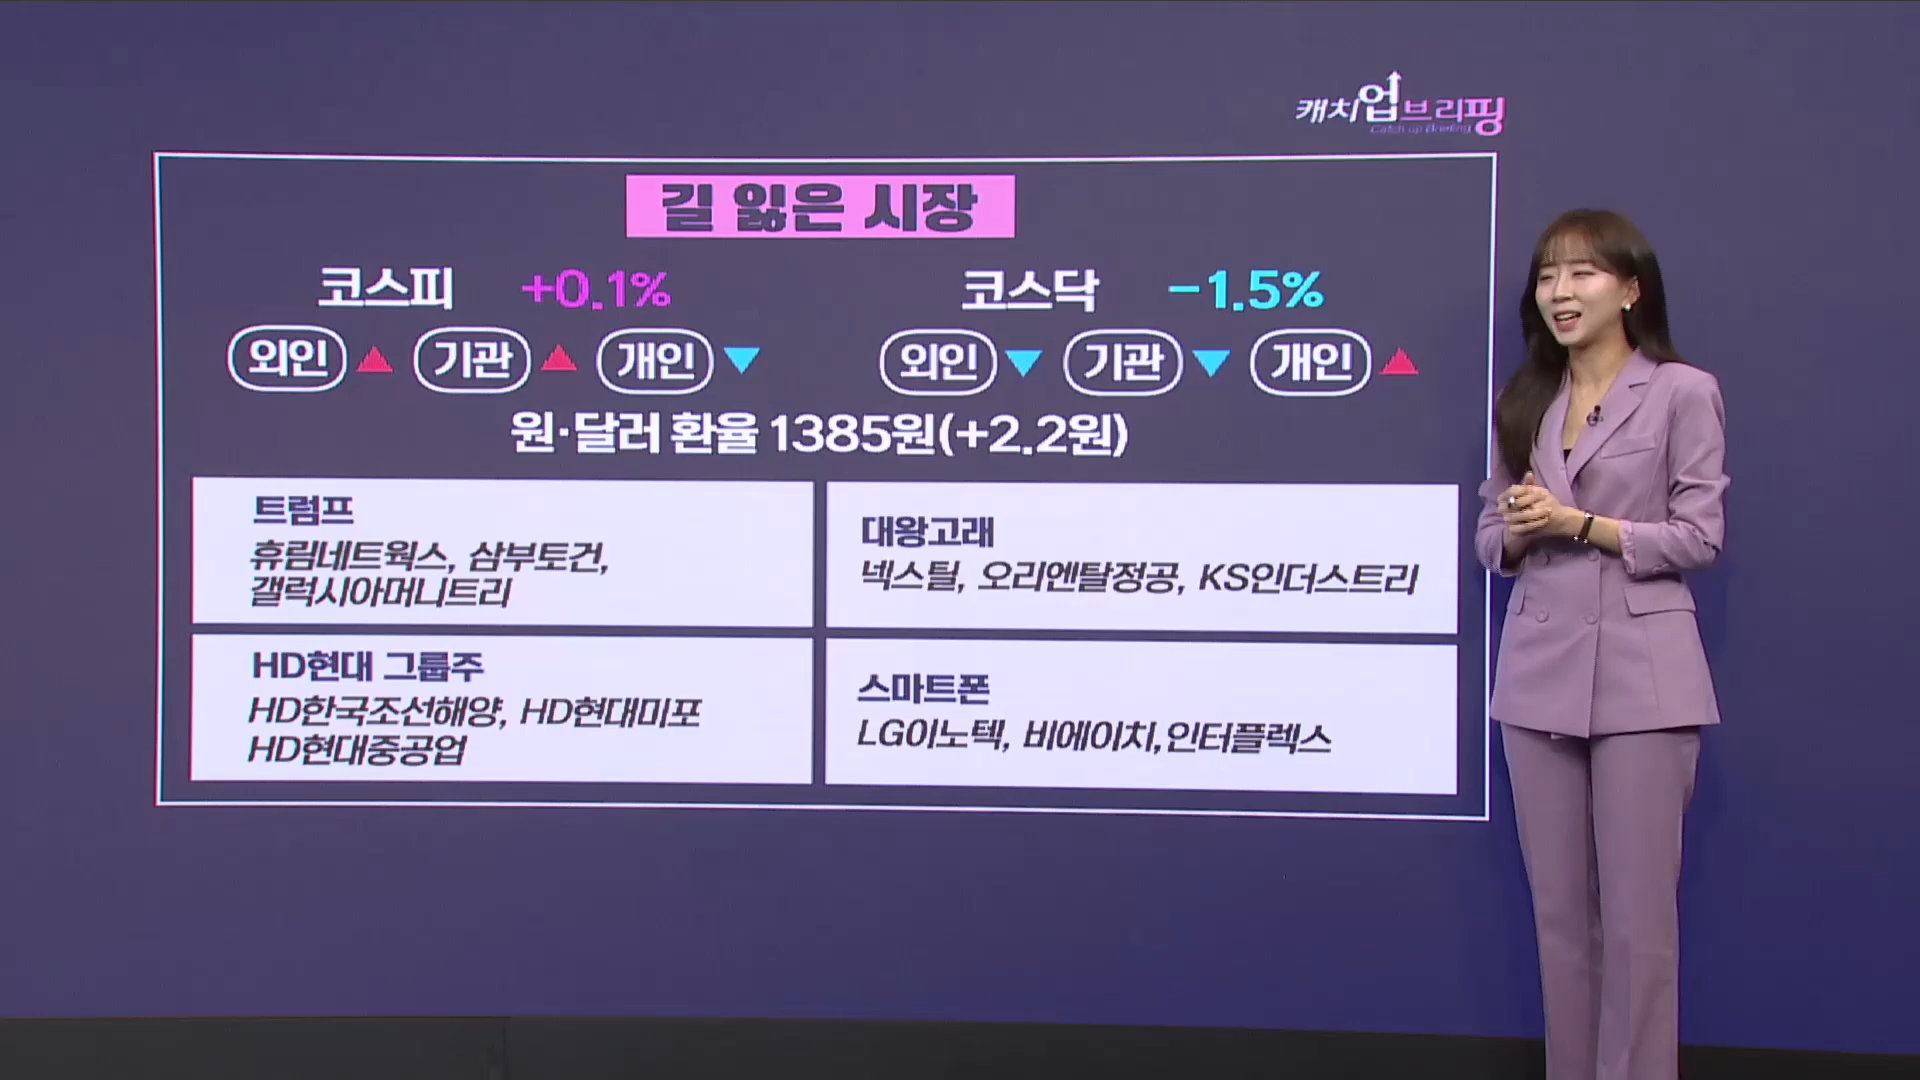 캐치업브리핑
Catch up Briefing
길 잃은 시장
코스피 +0.1%
코스닥 -1.5%
외인 ▲ 기관 ▲ 개인 ▼
외인 ▼ 기관 ▼ 개인 ▲
원·달러 환율 1385원(+2.2원)
트럼프
휴림네트웍스, 삼부토건,
갤럭시아머니트리
대왕고래
넥스틸, 오리엔탈정공, KS인더스트리
HD현대 그룹주
HD한국조선해양, HD현대미포
HD현대중공업
스마트폰
LG이노텍, 비에이치,인터플렉스